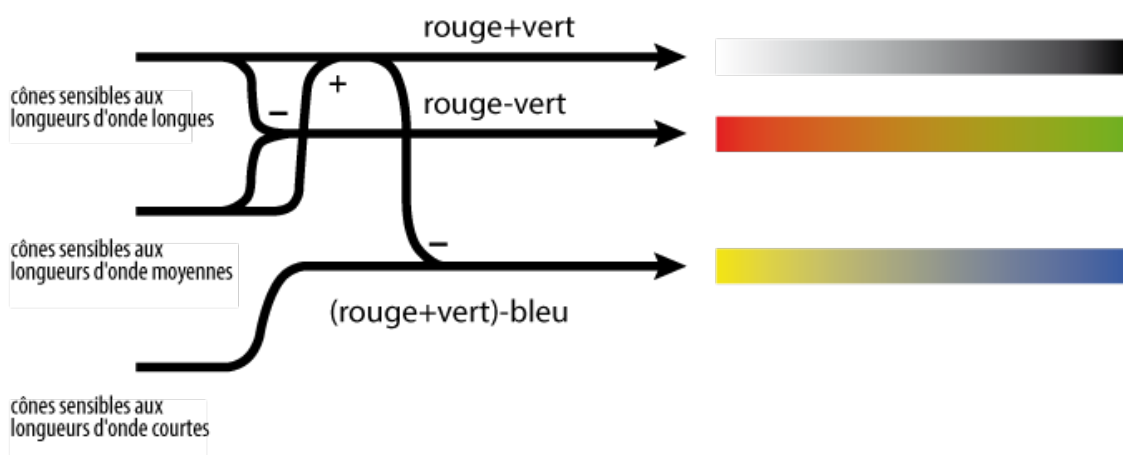 rouge+vert
+
cônes sensibles aux
longueurs d'onde longues
−
rouge-vert
cônes sensibles aux
longueurs d'onde moyennes
−
(rouge+vert)-bleu
cônes sensibles aux
longueurs d'onde courtes